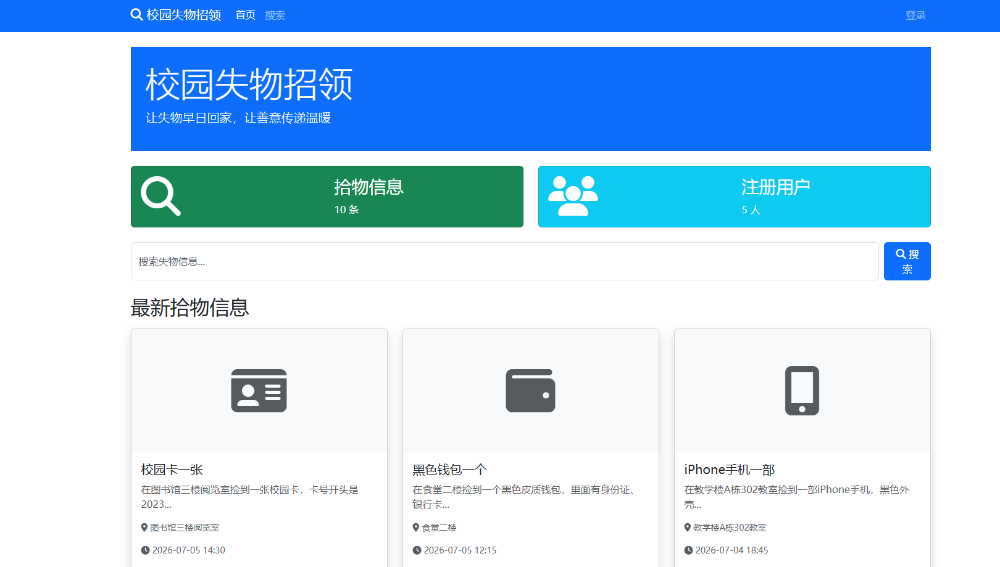 校园失物招领 首页 搜索 登录
校园失物招领
让失物早日回家，让善意传递温暖
拾物信息
10 条
注册用户
5 人
搜索失物信息...
搜
索
最新拾物信息
校园卡一张
在图书馆三楼阅览室捡到一张校园卡，卡号开头是
2023...
图书馆三楼阅览室
2026-07-05 14:30
黑色钱包一个
在食堂二楼捡到一个黑色皮质钱包，里面有身份证、
银行卡...
食堂二楼
2026-07-05 12:15
iPhone手机一部
在教学楼A栋302教室捡到一部iPhone手机，黑色外
壳...
教学楼A栋302教室
2026-07-04 18:45